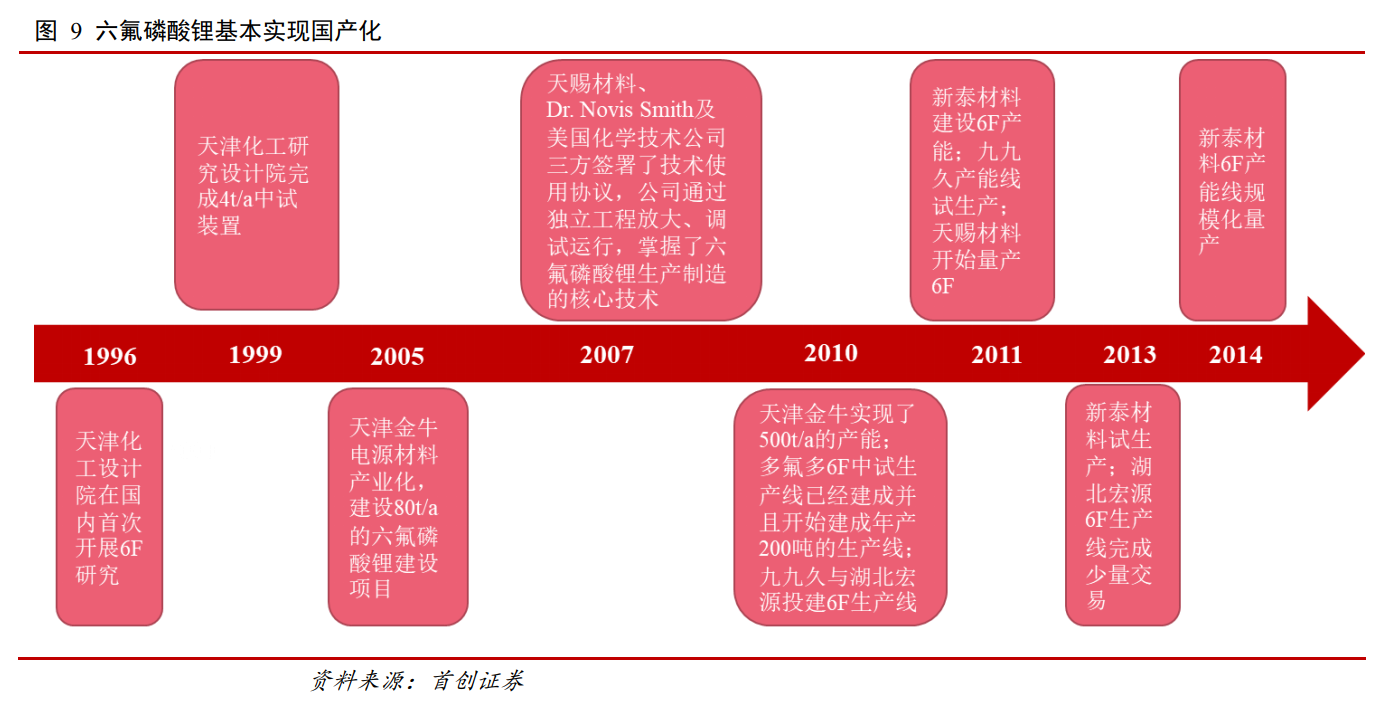 图 9 六氟磷酸锂基本实现国产化
天津化工研
究设计院完
成4t/a中试
装置
天赐材料、
Dr. Novis Smith及
美国化学技术公司
三方签署了技术使
用协议，公司通过
独立工程放大、调
试运行，掌握了六
氟磷酸锂生产制造
的核心技术
新泰材料
建设6F产
能；九九
久产能线
试生产；
天赐材料
开始量产
6F
新泰材
料6F产
能线规
模化量
产
1996
1999
2005
2007
2010
2011
2013
2014
天津化
工设计
院在国
内首次
开展6F
研究
天津金牛
电源材料
产业化，
建设80t/a
的六氟磷
酸锂建设
项目
天津金牛实现了
500t/a的产能；
多氟多6F中试生
产线已经建成并
且开始建成年产
200吨的生产线；
九九久与湖北宏
源投建6F生产线
新泰材
料试生
产；湖
北宏源
6F生产
线完成
少量交
易
资料来源：首创证券